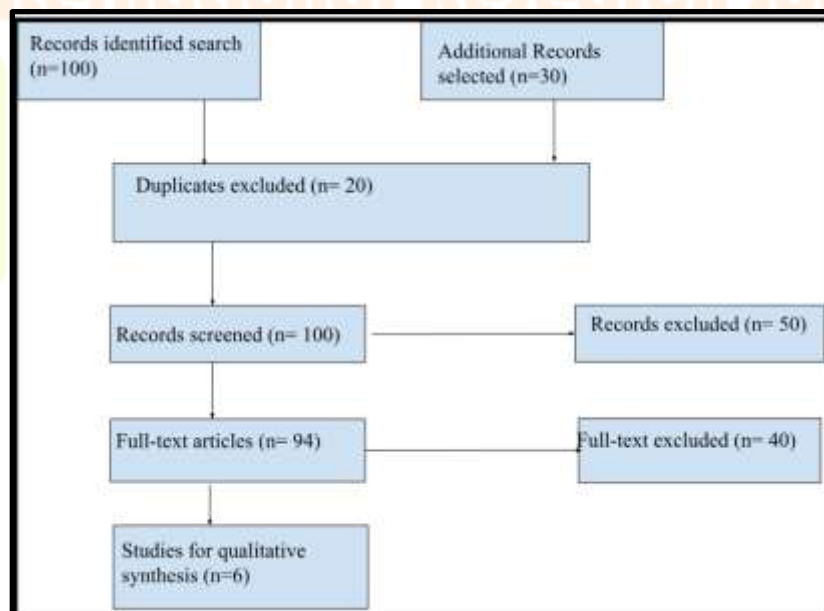 Records identified search
(n=100)
Additional Records
selected (n=30)
Duplicates excluded (n= 20)
Records screened (n= 100)
Records excluded (n= 50)
Full-text articles (n= 94)
Full-text excluded (n= 40)
Studies for qualitative
synthesis (n=6)